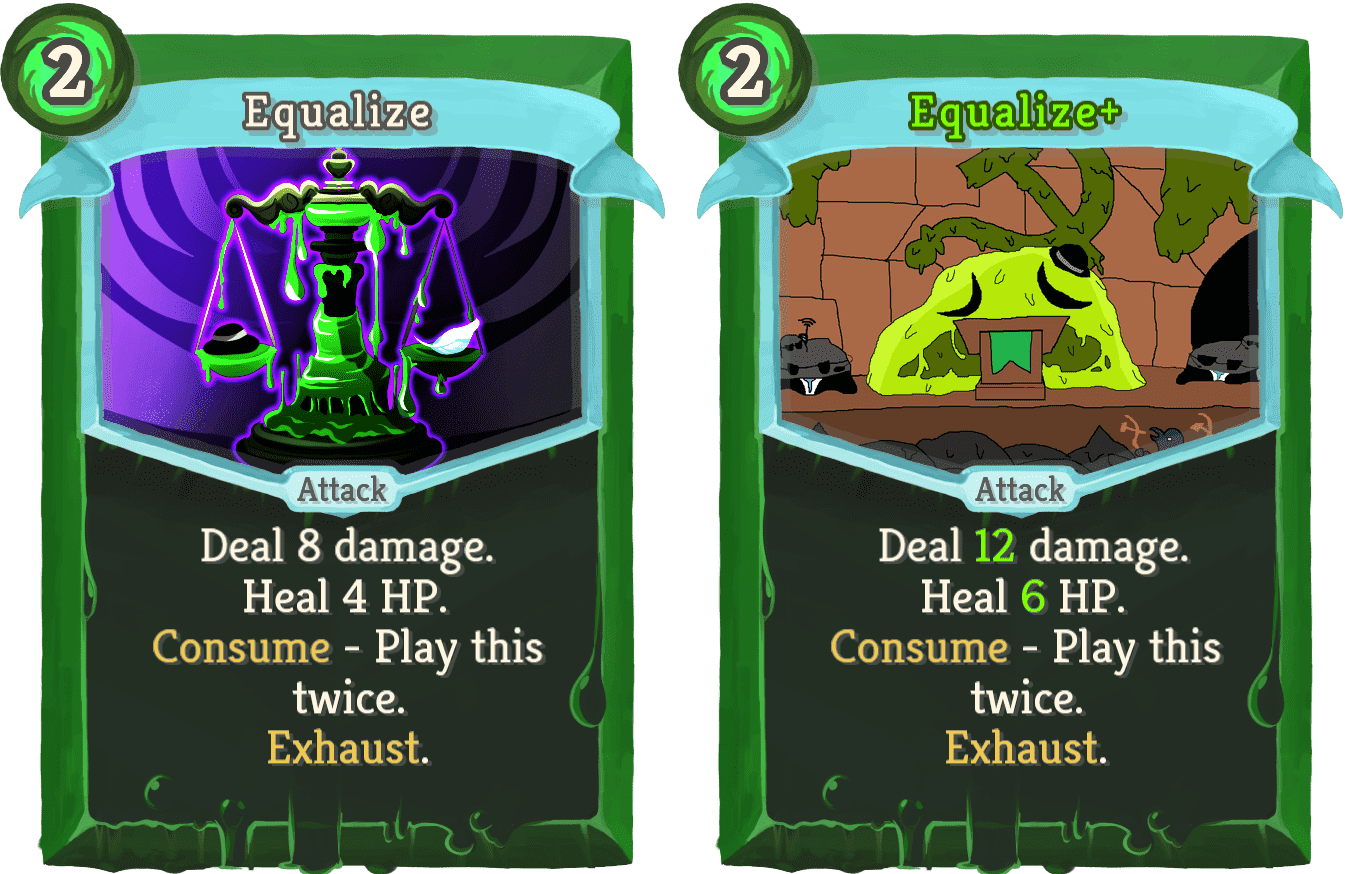 2
Equalize
Attack
Deal 8 damage.
Heal 4 HP.
Consume - Play this
twice.
Exhaust.
2
Equalize+
Attack
Deal 12 damage.
Heal 6 HP.
Consume - Play this
twice.
Exhaust.